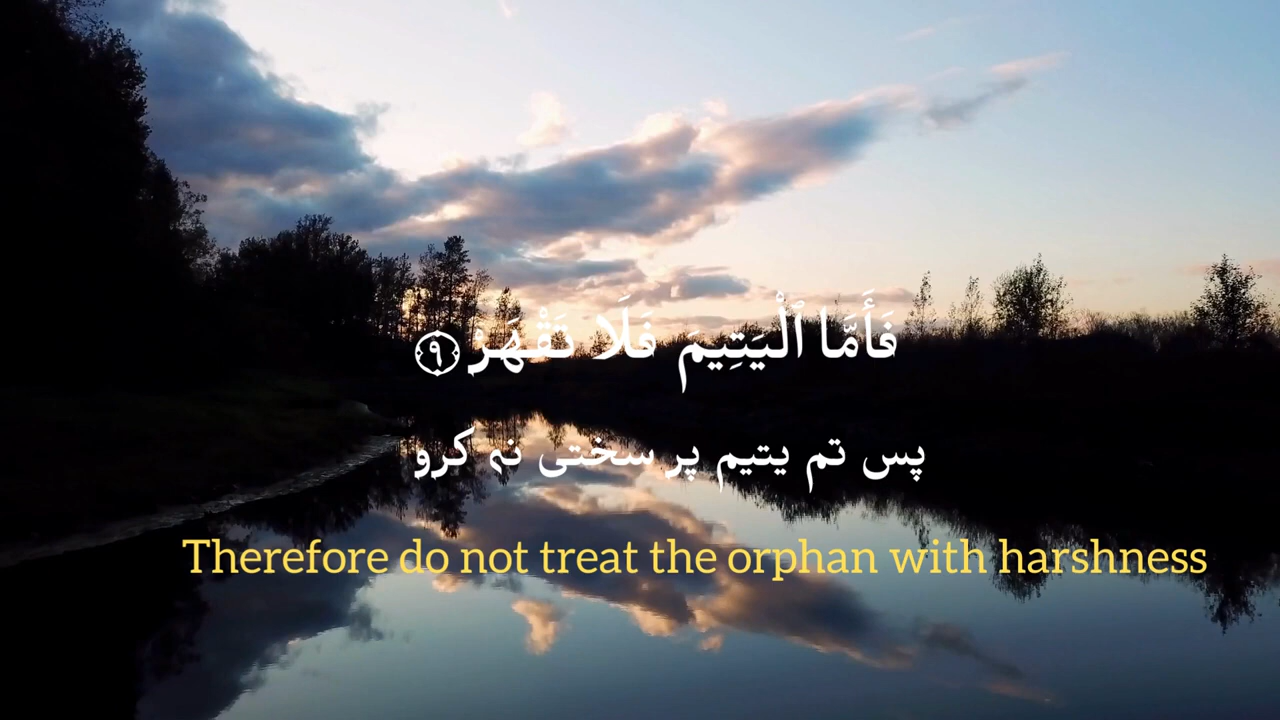 فَأَمَّا ٱلْيَتِيمَ فَلَا تَقْهَرْ ۝٩
پس تم یتیم پر سختی نہ کرو
Therefore do not treat the orphan with harshness